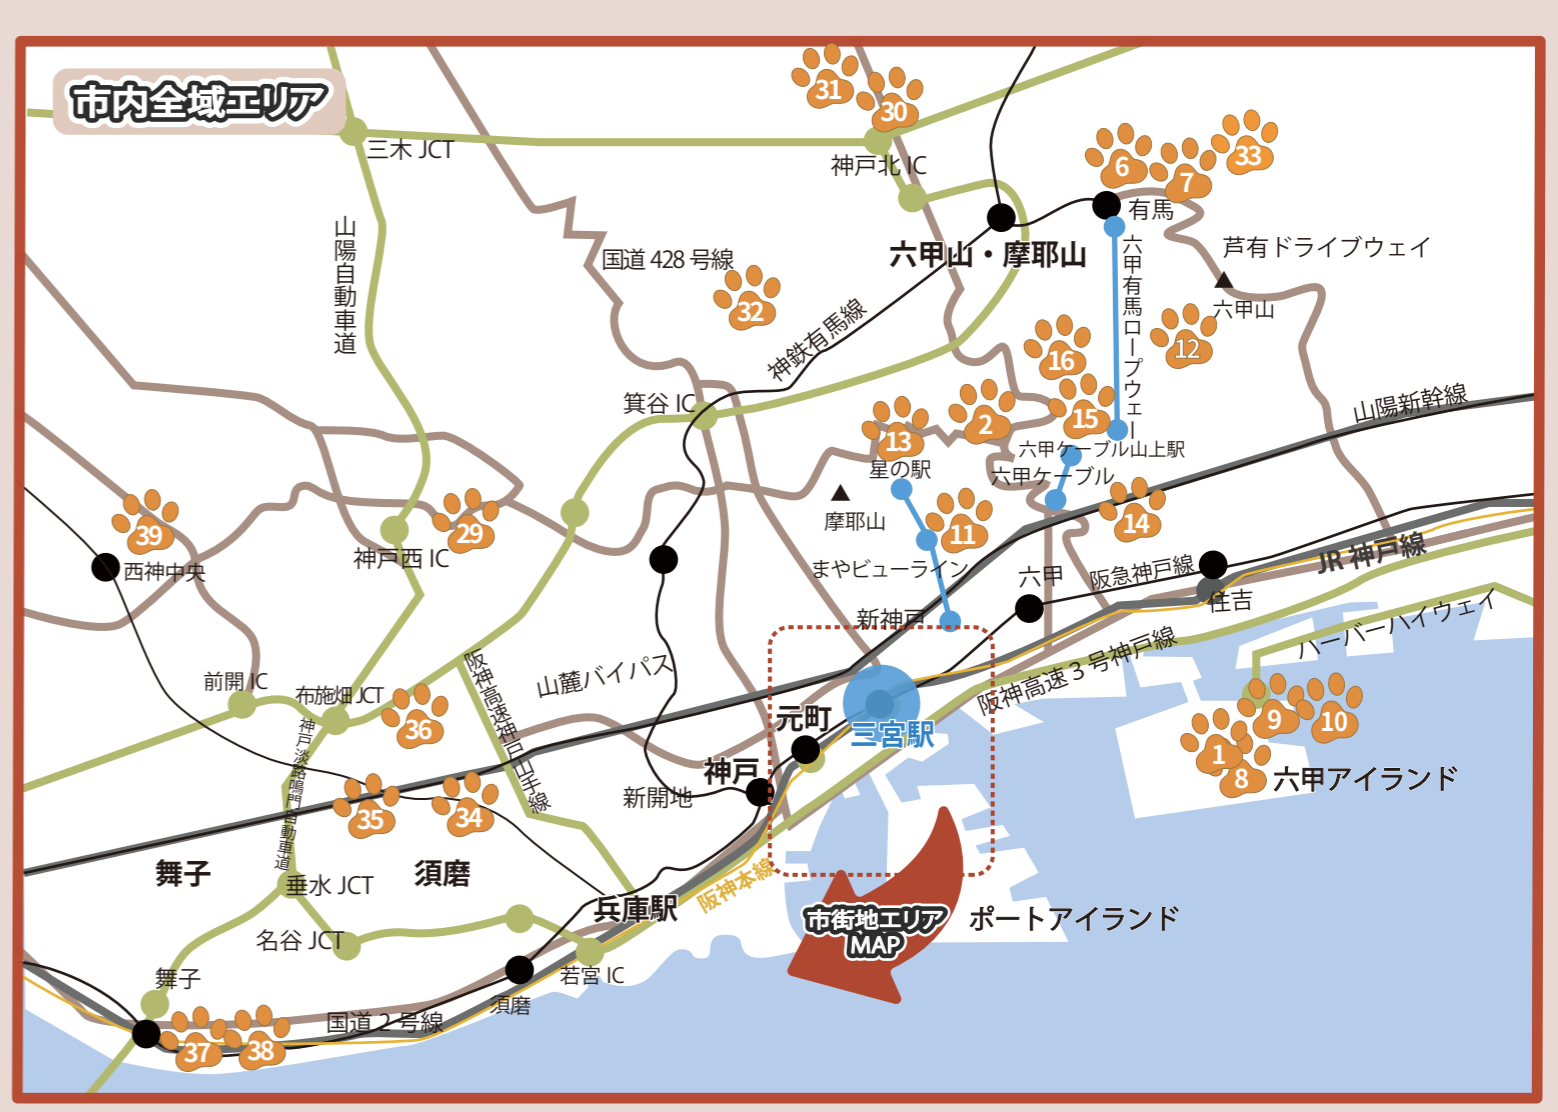 市内全域エリア
31
30
三木 JCT
神戸北 IC
6
7
33
有馬
山陽自動車道
国道 428 号線
32
六甲山・摩耶山
六甲有馬ロープウェー
芦有ドライブウェイ
六甲山
12
神鉄有馬線
16
15
2
13
箕谷 IC
山陽新幹線
六甲ケーブル山上駅
六甲ケーブル
星の駅
摩耶山
11
14
39
29
西神中央
神戸西 IC
まやビューライン
六甲
阪急神戸線
JR 神戸線
住吉
新神戸
ハーバーハイウェイ
阪神高速 3 号神戸線
前開 IC
布施畑 JCT
36
阪神高速神戸山手線
山麓バイパス
元町
三宮駅
9
10
1
8
六甲アイランド
神戸淡路鳴門自動車道
神戸
新開地
35
34
舞子
須磨
垂水 JCT
阪神本線
兵庫駅
名谷 JCT
市街地エリア
MAP
ポートアイランド
舞子
若宮 IC
須磨
国道 2 号線
37
38